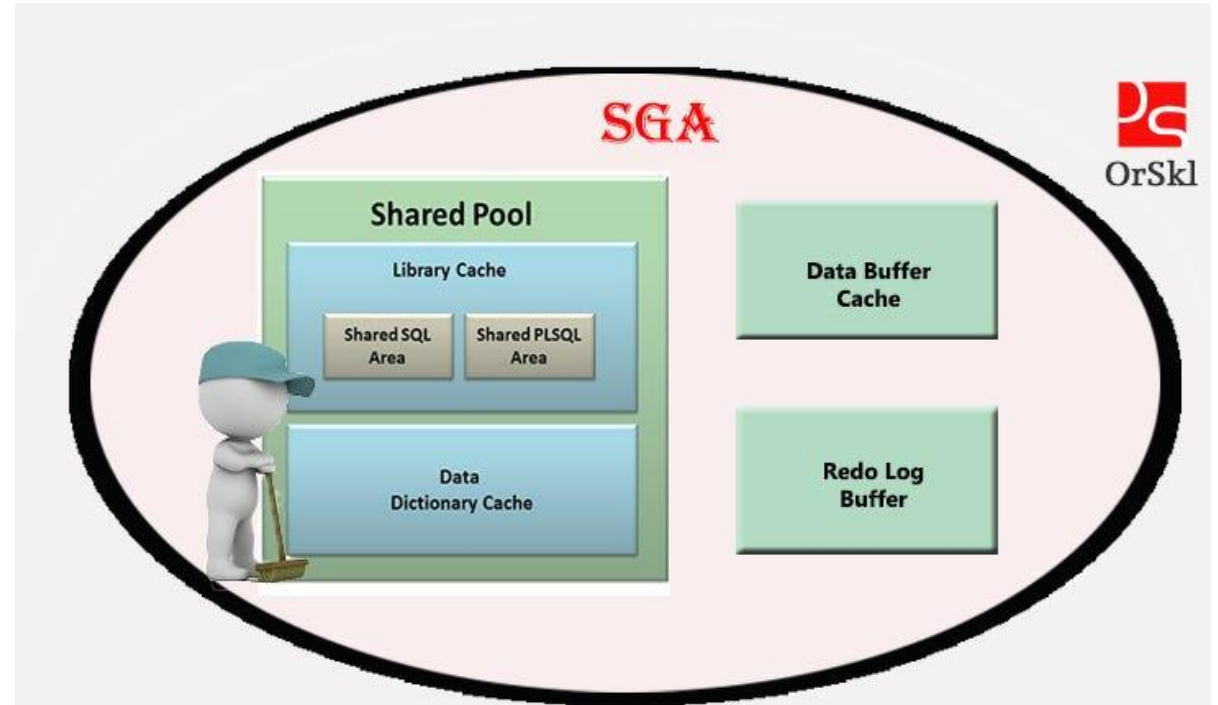 SGA
OrSkl
Shared Pool
Library Cache
Shared SQL
Area
Shared PLSQL
Area
Data
Dictionary Cache
Data Buffer
Cache
Redo Log
Buffer